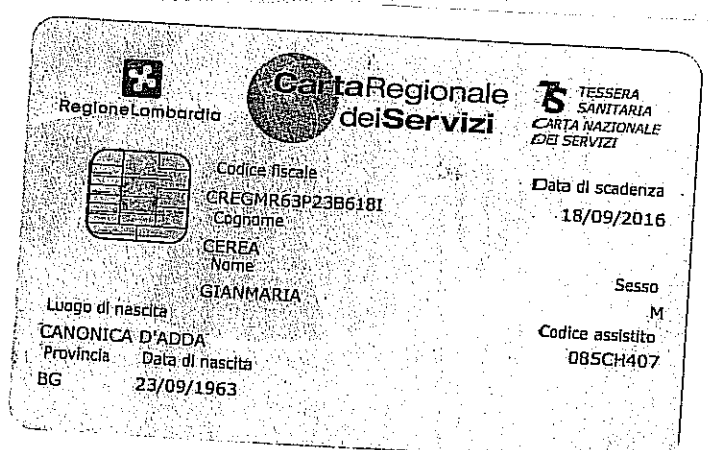 RegioneLombardia
CartaRegionale
deiServizi
TS TESSERA
SANITARIA
CARTA NAZIONALE
DEI SERVIZI
Codice fiscale
CREGMR63P23B618I
Cognome
CEREA
Nome
GIANMARIA
Data di scadenza
18/09/2016
Sesso
M
Luogo di nascita
CANONICA D'ADDA
Provincia Data di nascita
BG 23/09/1963
Codice assistito
085CH407